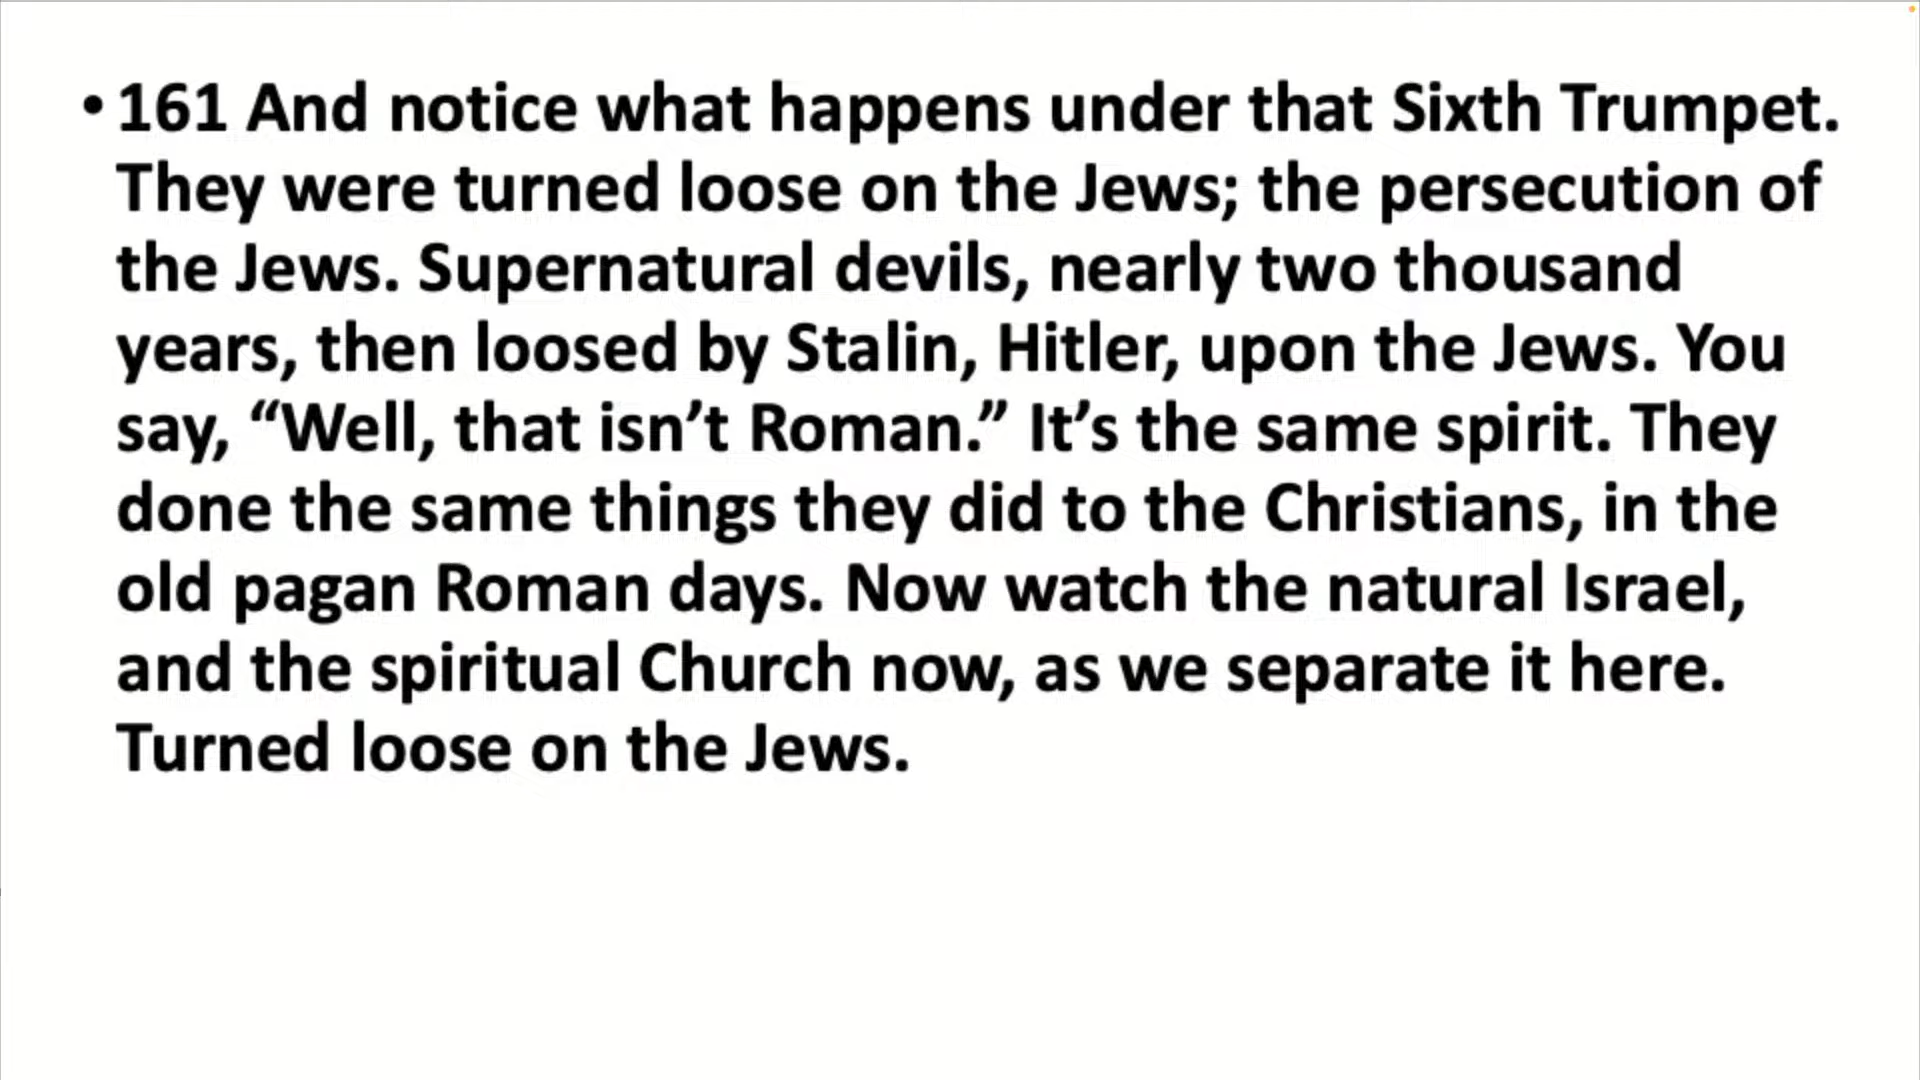 • 161 And notice what happens under that Sixth Trumpet.
They were turned loose on the Jews; the persecution of
the Jews. Supernatural devils, nearly two thousand
years, then loosed by Stalin, Hitler, upon the Jews. You
say, “Well, that isn’t Roman.” It’s the same spirit. They
done the same things they did to the Christians, in the
old pagan Roman days. Now watch the natural Israel,
and the spiritual Church now, as we separate it here.
Turned loose on the Jews.